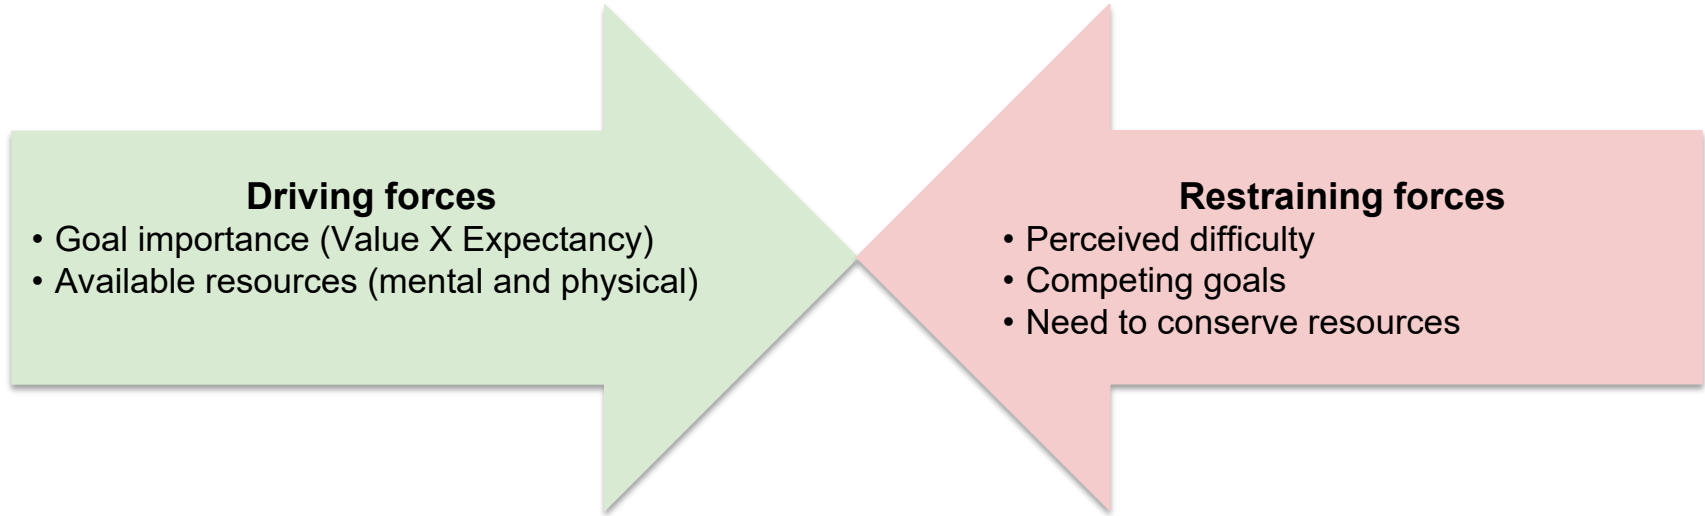 Driving forces
• Goal importance (Value X Expectancy)
• Available resources (mental and physical)
Restraining forces
• Perceived difficulty
• Competing goals
• Need to conserve resources